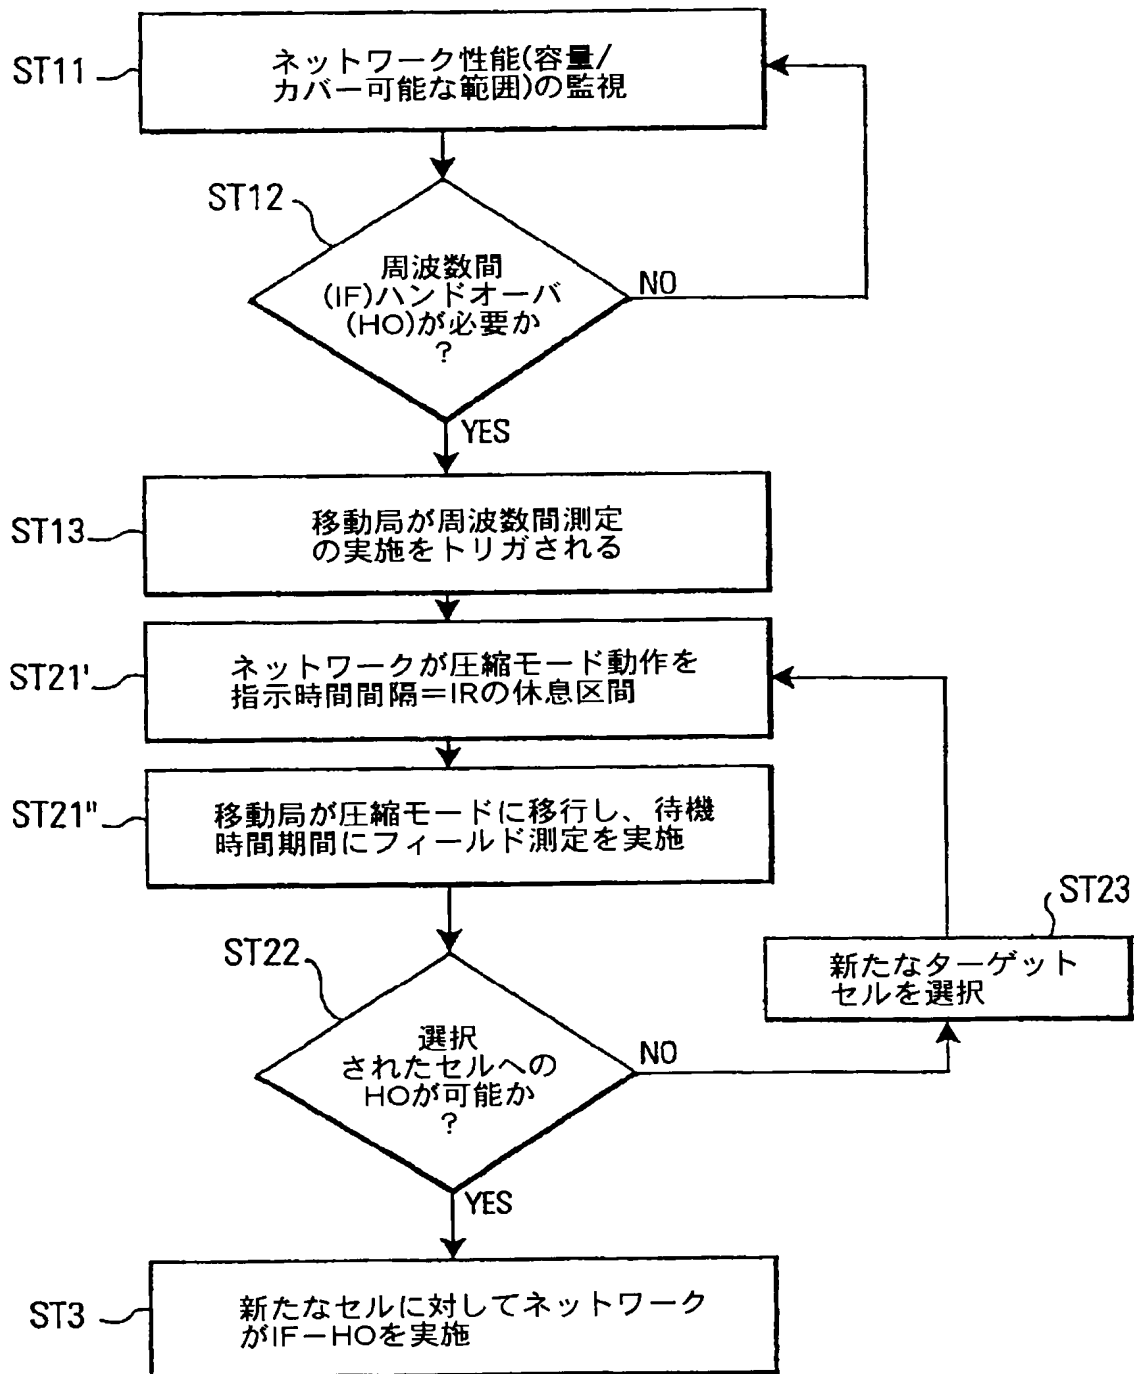 ST11
ネットワーク性能(容量/
カバー可能な範囲)の監視
ST12
周波数間
(IF)ハンドオーバ
(HO)が必要か
?
NO
YES
ST13
移動局が周波数間測定
の実施をトリガされる
ST21'
ネットワークが圧縮モード動作を
指示時間間隔=IRの休息区間
ST21"
移動局が圧縮モードに移行し、待機
時間期間にフィールド測定を実施
ST22
選択
されたセルへの
HOが可能か
?
NO
ST23
新たなターゲット
セルを選択
YES
ST3
新たなセルに対してネットワーク
がIF-HOを実施